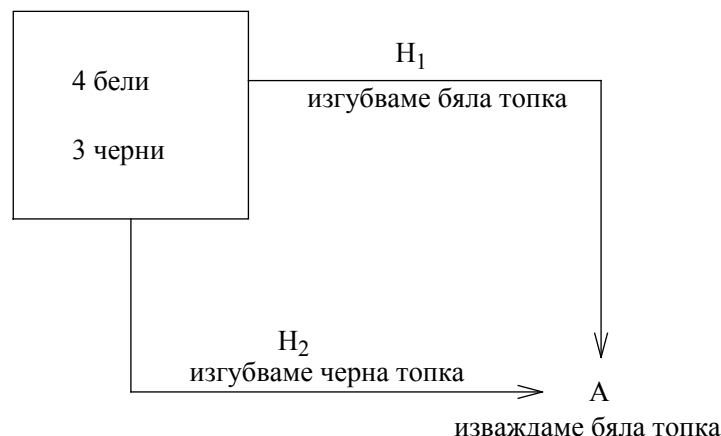 4 бели
3 черни
H1
изгубваме бяла топка
H2
изгубваме черна топка
A
изваждаме бяла топка